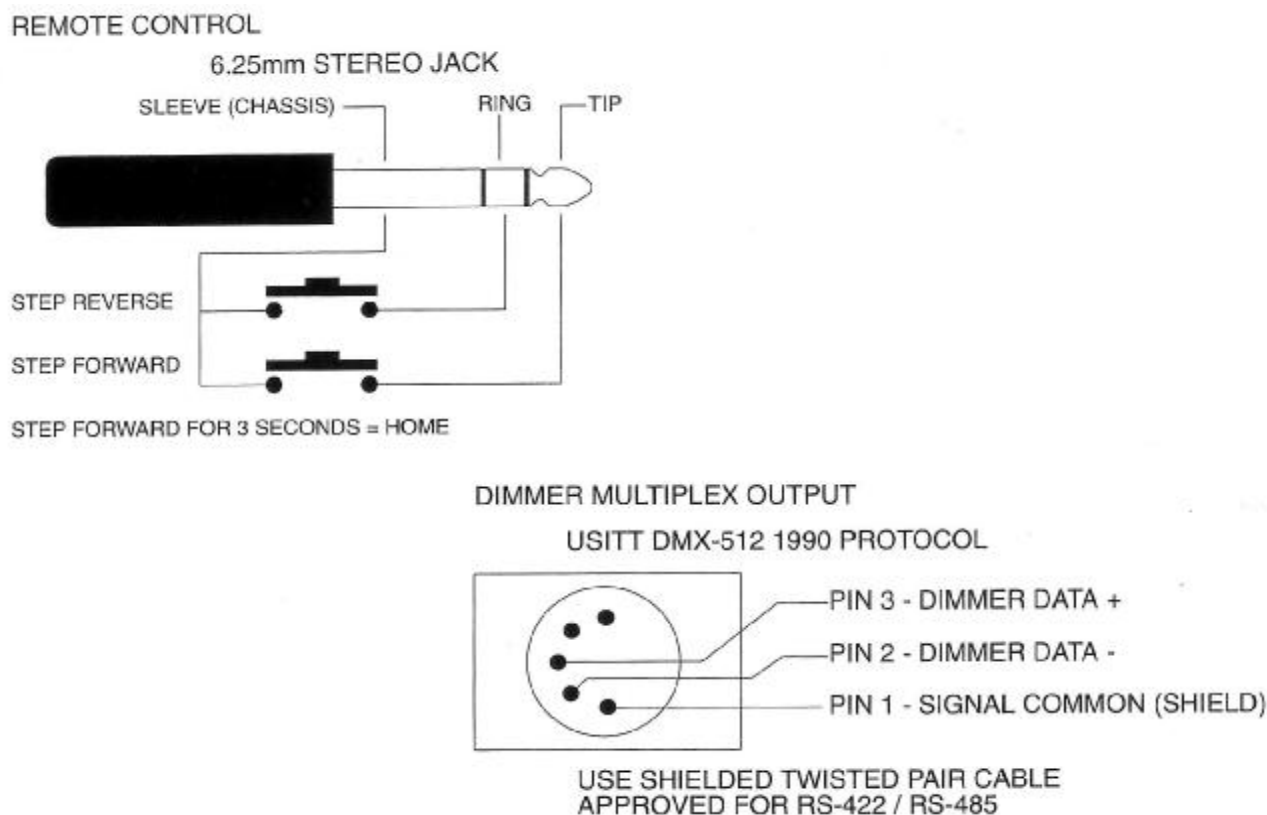 REMOTE CONTROL
6.25mm STEREO JACK
SLEEVE (CHASSIS)
RING
TIP
STEP REVERSE
STEP FORWARD
STEP FORWARD FOR 3 SECONDS = HOME
DIMMER MULTIPLEX OUTPUT
USITT DMX-512 1990 PROTOCOL
PIN 3 - DIMMER DATA +
PIN 2 - DIMMER DATA -
PIN 1 - SIGNAL COMMON (SHIELD)
USE SHIELDED TWISTED PAIR CABLE
APPROVED FOR RS-422 / RS-485